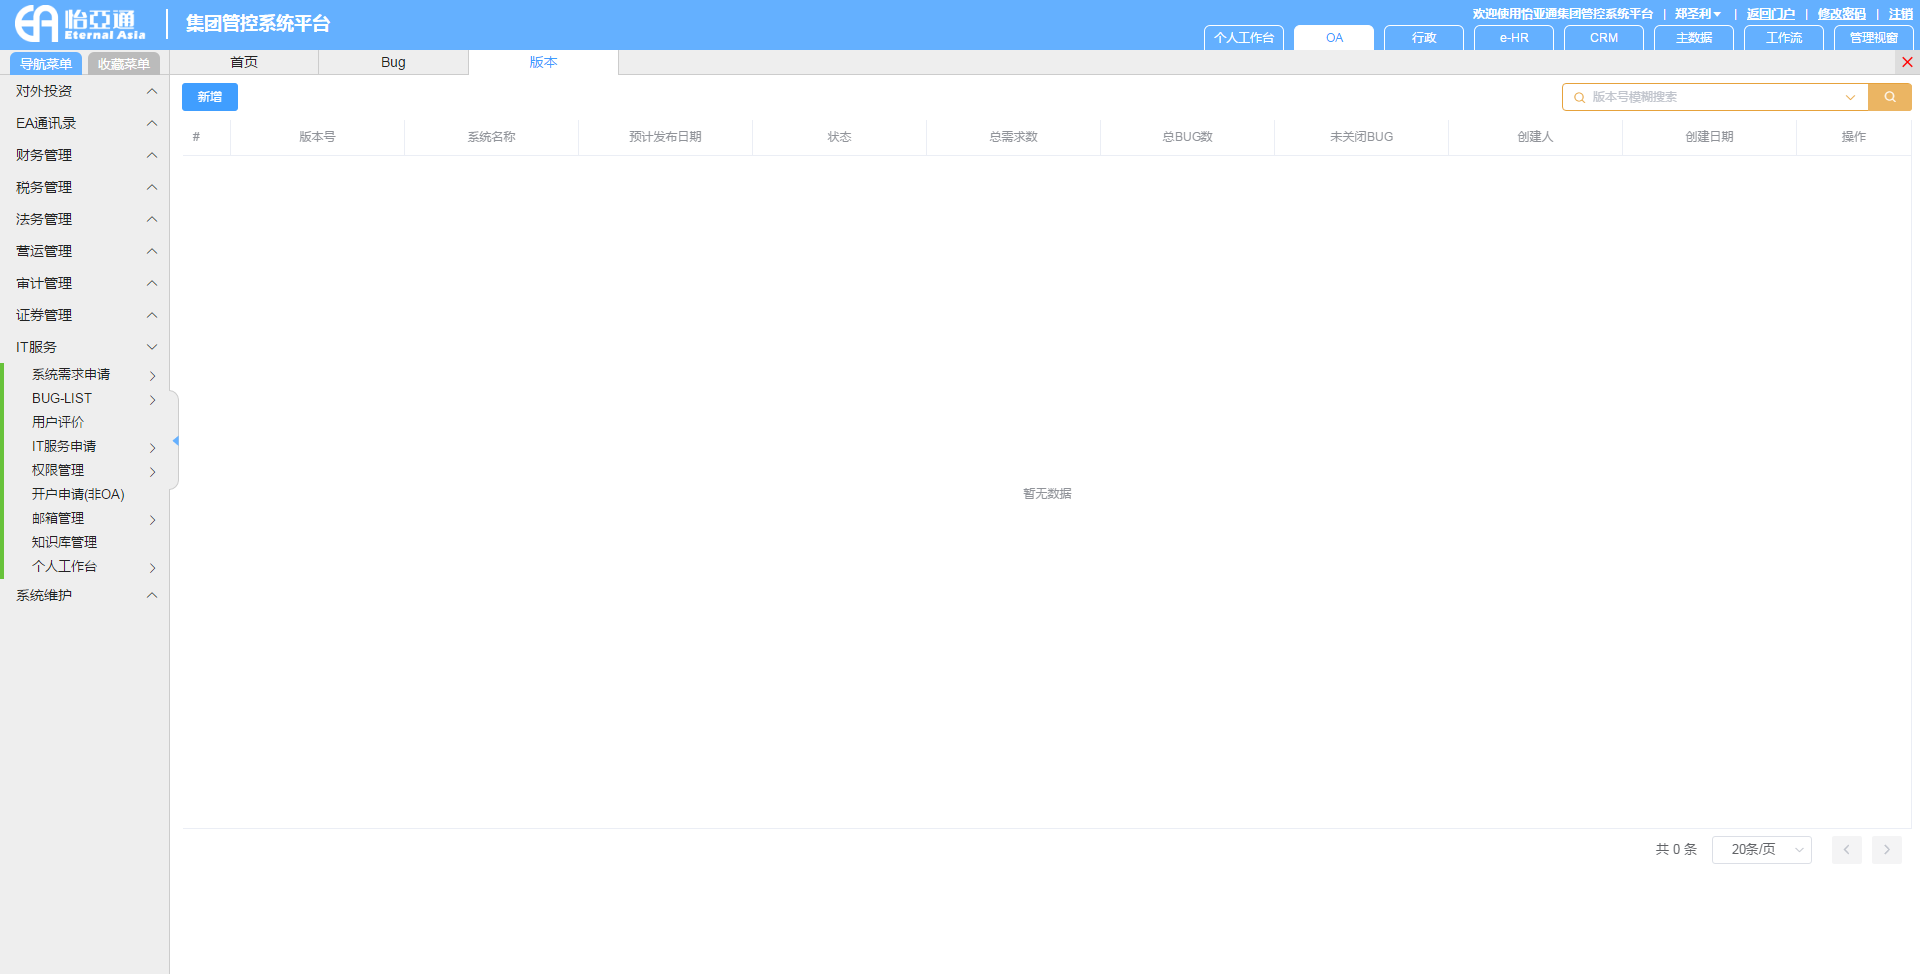 怡亞通
Eternal Asia
集团管控系统平台
欢迎使用怡亚通集团管控系统平台 | 郑圣利 | 返回门户 | 修改密码 | 注销
个人工作台 OA 行政 e-HR CRM 主数据 工作流 管理视窗
导航菜单 收藏菜单 首页 Bug 版本
对外投资
EA通讯录
财务管理
税务管理
法务管理
营运管理
审计管理
证券管理
IT服务
系统需求申请
BUG-LIST
用户评价
IT服务申请
权限管理
开户申请(非OA)
邮箱管理
知识库管理
个人工作台
系统维护
新增
版本号模糊搜索
# 版本号 系统名称 预计发布日期 状态 总需求数 总BUG数 未关闭BUG 创建人 创建日期 操作
暂无数据
共 0 条 20条/页